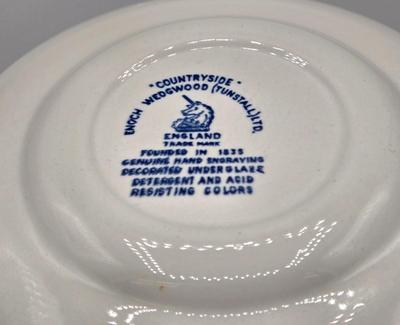 "COUNTRYSIDE"
ENOCH WEDGWOOD (TUNSTALL) LTD.
ENGLAND
TRADE MARK
FOUNDED IN 1835
GENUINE HAND ENGRAVING
DECORATED UNDERGLAZE
DETERGENT AND ACID
RESISTING COLORS